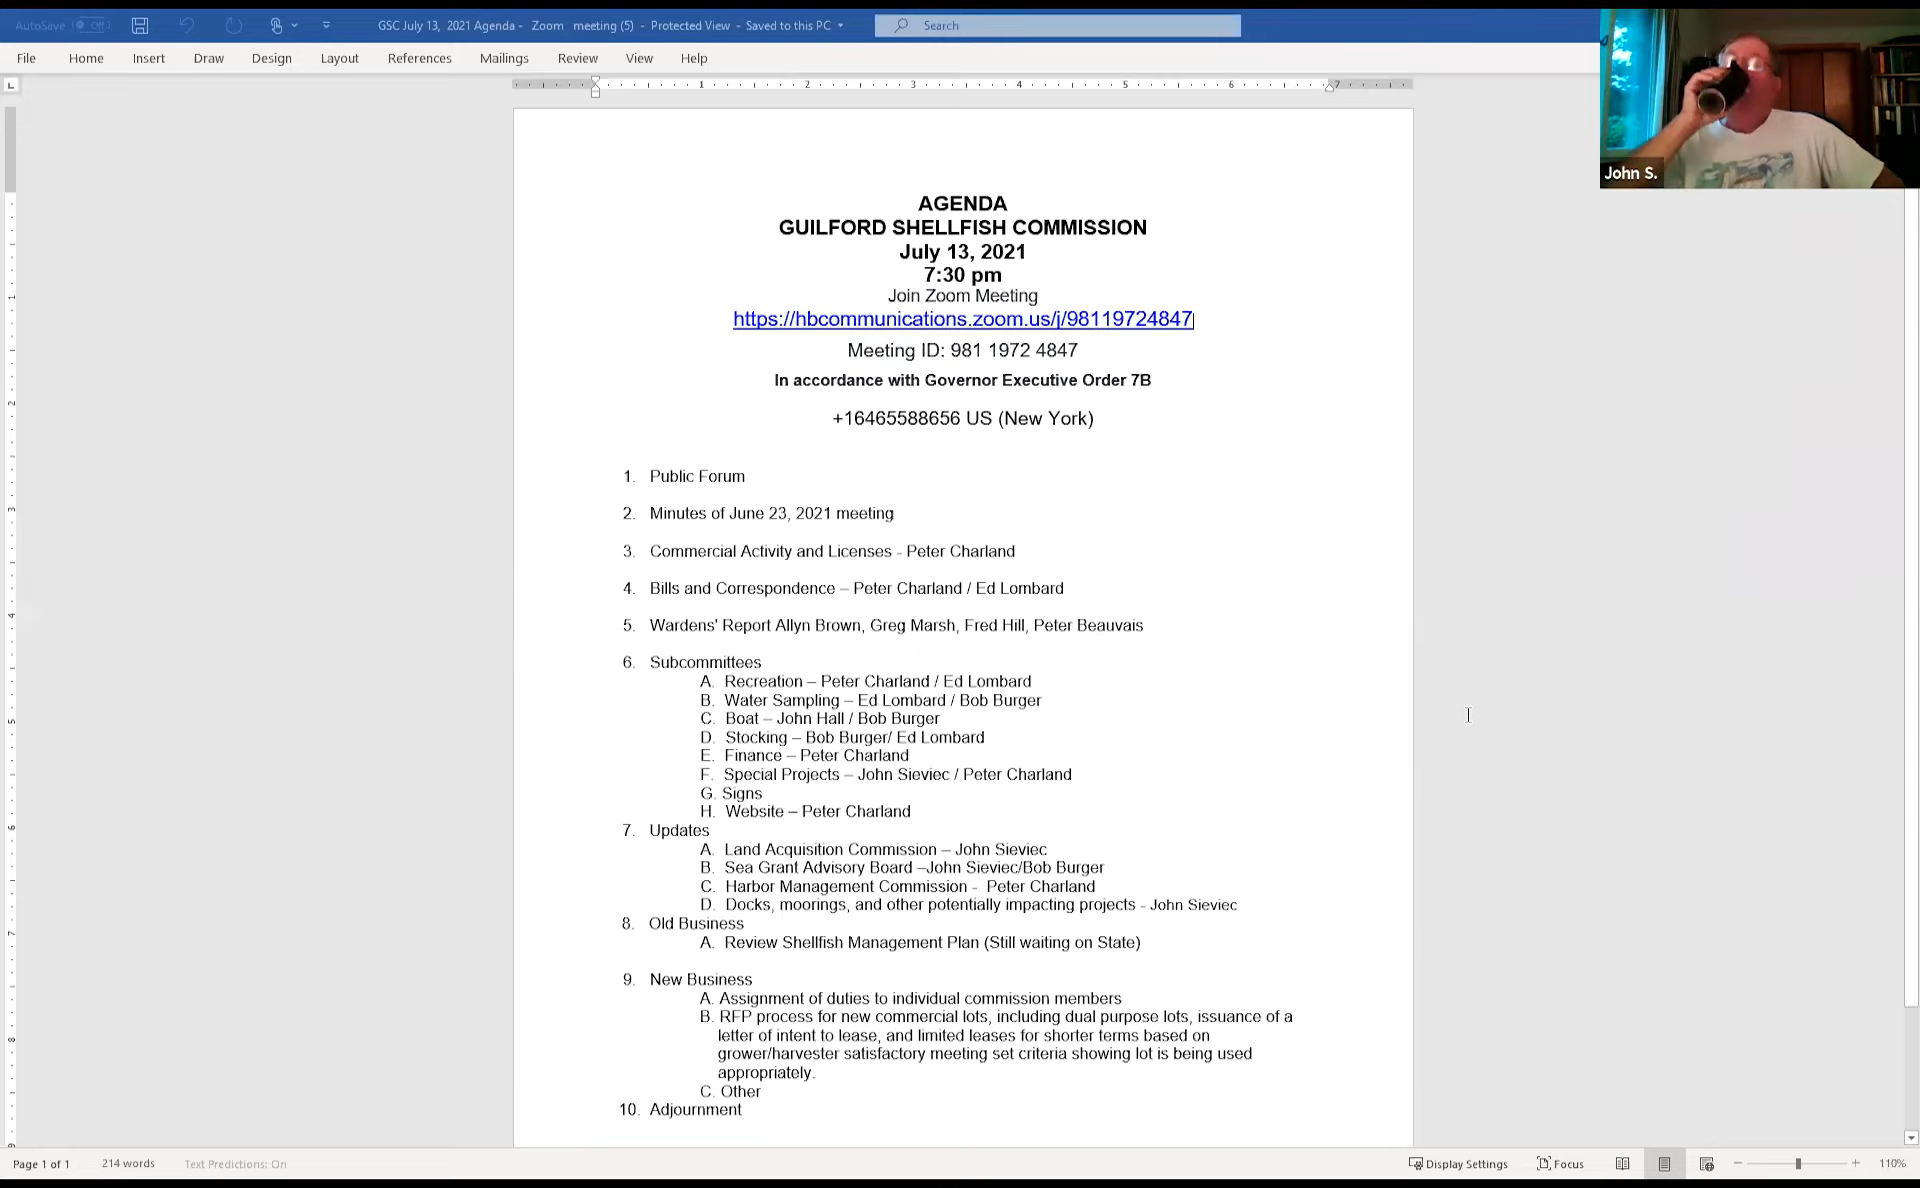 AutoSave Off
GSC July 13, 2021 Agenda - Zoom meeting (5) - Protected View - Saved to this PC
Search
File Home Insert Draw Design Layout References Mailings Review View Help
1 2 3 4 5 6 7
John S.
AGENDA
GUILFORD SHELLFISH COMMISSION
July 13, 2021
7:30 pm
Join Zoom Meeting
https://hbcommunications.zoom.us/j/98119724847
Meeting ID: 981 1972 4847
In accordance with Governor Executive Order 7B
+16465588656 US (New York)
1. Public Forum
2. Minutes of June 23, 2021 meeting
3. Commercial Activity and Licenses - Peter Charland
4. Bills and Correspondence – Peter Charland / Ed Lombard
5. Wardens' Report Allyn Brown, Greg Marsh, Fred Hill, Peter Beauvais
6. Subcommittees
A. Recreation – Peter Charland / Ed Lombard
B. Water Sampling – Ed Lombard / Bob Burger
C. Boat – John Hall / Bob Burger
D. Stocking – Bob Burger/ Ed Lombard
E. Finance – Peter Charland
F. Special Projects – John Sieviec / Peter Charland
G. Signs
H. Website – Peter Charland
7. Updates
A. Land Acquisition Commission – John Sieviec
B. Sea Grant Advisory Board –John Sieviec/Bob Burger
C. Harbor Management Commission - Peter Charland
D. Docks, moorings, and other potentially impacting projects - John Sieviec
8. Old Business
A. Review Shellfish Management Plan (Still waiting on State)
9. New Business
A. Assignment of duties to individual commission members
B. RFP process for new commercial lots, including dual purpose lots, issuance of a
letter of intent to lease, and limited leases for shorter terms based on
grower/harvester satisfactory meeting set criteria showing lot is being used
appropriately.
C. Other
10. Adjournment
Page 1 of 1 214 words Text Predictions: On Display Settings Focus 110%